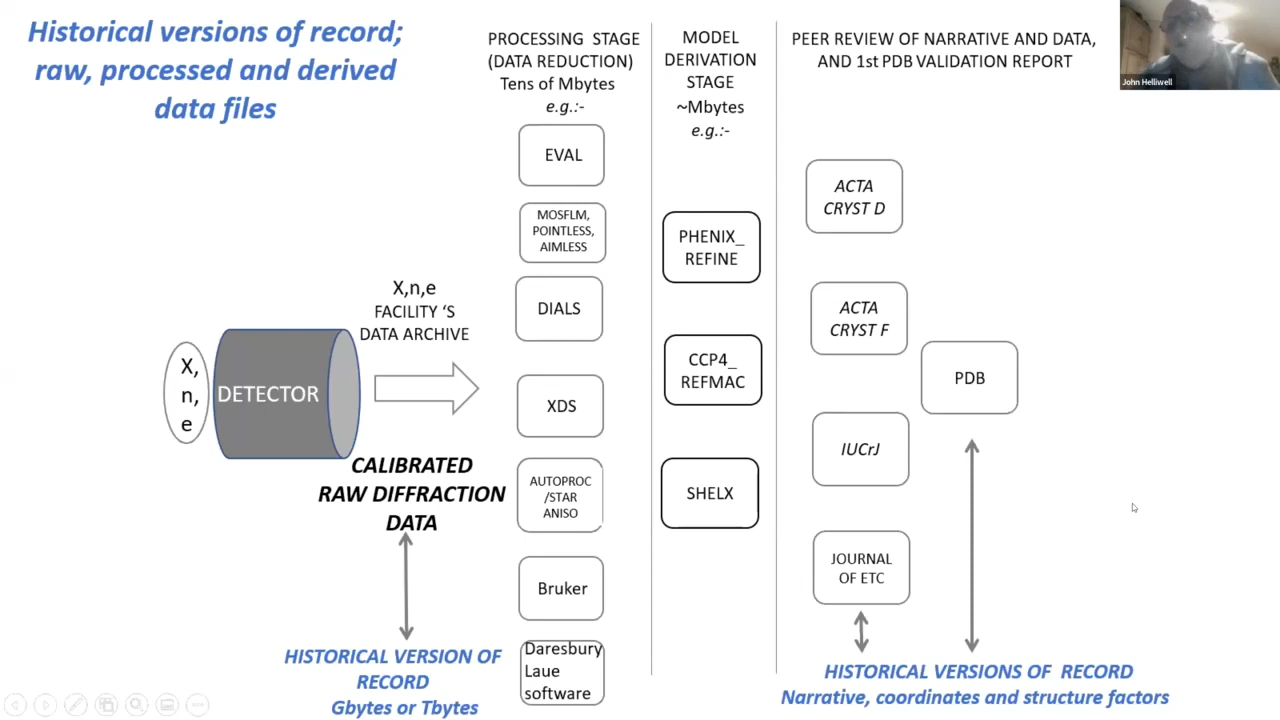 Historical versions of record;
raw, processed and derived
data files
PROCESSING STAGE
(DATA REDUCTION)
Tens of Mbytes
e.g.:-
MODEL
DERIVATION
STAGE
~Mbytes
e.g.:-
PEER REVIEW OF NARRATIVE AND DATA,
AND 1st PDB VALIDATION REPORT
John Helliwell
X,
n,
e
DETECTOR
X,n,e
FACILITY ‘S
DATA ARCHIVE
CALIBRATED
RAW DIFFRACTION
DATA
HISTORICAL VERSION OF
RECORD
Gbytes or Tbytes
EVAL
MOSFLM,
POINTLESS,
AIMLESS
DIALS
XDS
AUTOPROC
/STAR
ANISO
Bruker
Daresbury
Laue
software
PHENIX_
REFINE
CCP4_
REFMAC
SHELX
ACTA
CRYST D
ACTA
CRYST F
IUCrJ
JOURNAL
OF ETC
PDB
HISTORICAL VERSIONS OF RECORD
Narrative, coordinates and structure factors